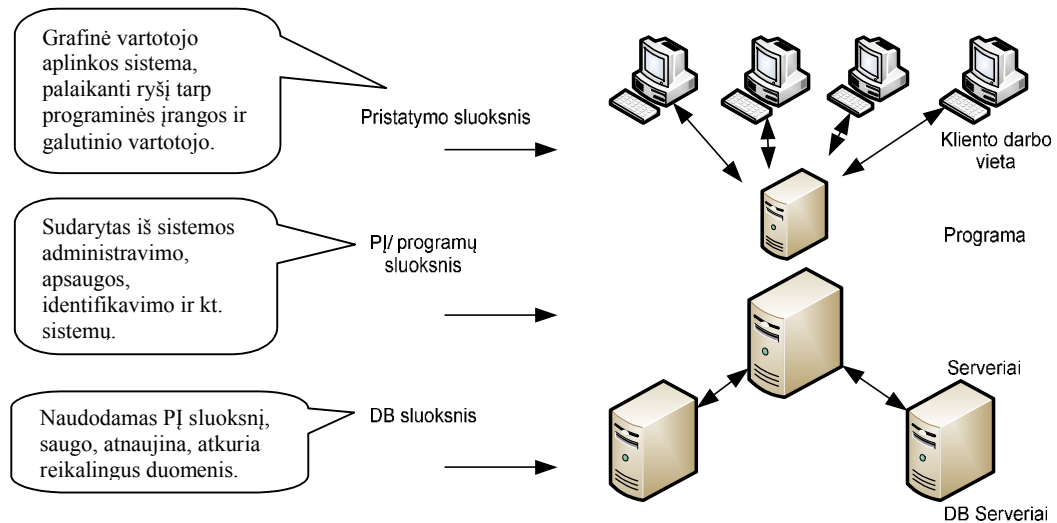 Grafinė vartotojo
aplinkos sistema,
palaikanti ryšį tarp
programinės įrangos ir
galutinio vartotojo.
Pristatymo sluoksnis
Kliento darbo
vieta
Sudarytas iš sistemos
administravimo,
apsaugos,
identifikavimo ir kt.
sistemų.
PĮ/ programų
sluoksnis
Programa
Serveriai
Naudodamas PĮ sluoksnį,
saugo, atnaujina, atkuria
reikalingus duomenis.
DB sluoksnis
DB Serveriai